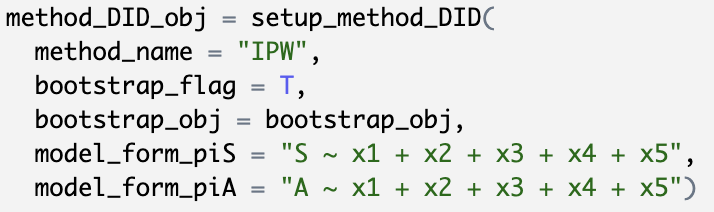 method_DID_obj = setup_method_DID(
  method_name = "IPW",
  bootstrap_flag = T,
  bootstrap_obj = bootstrap_obj,
  model_form_piS = "S ~ x1 + x2 + x3 + x4 + x5",
  model_form_piA = "A ~ x1 + x2 + x3 + x4 + x5")